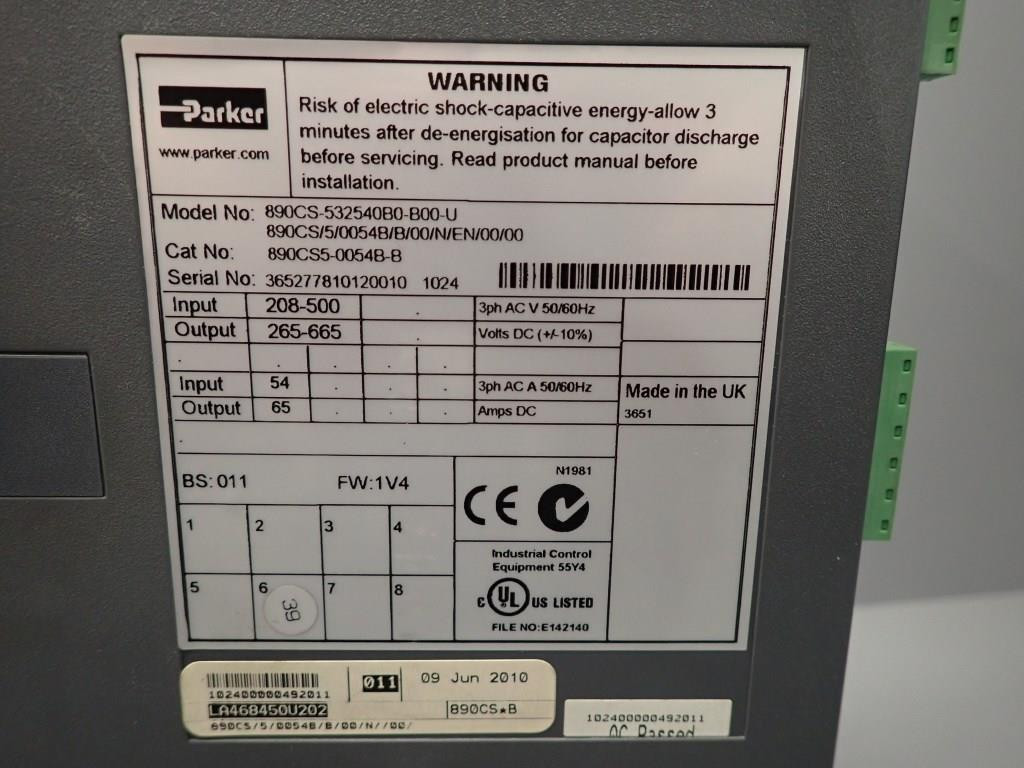 Parker
www.parker.com
WARNING
Risk of electric shock-capacitive energy-allow 3
minutes after de-energisation for capacitor discharge
before servicing. Read product manual before
installation.
Model No: 890CS-532540B0-B00-U
890CS/5/0054B/B/00/N/EN/00/00
Cat No: 890CS5-0054B-B
Serial No: 365277810120010 1024
Input 208-500 . 3ph AC V 50/60Hz
Output 265-665 Volts DC (+/-10%)
. . . . .
Input 54 . . . 3ph AC A 50/60Hz
Output 65 . . . Amps DC
Made in the UK
3651
. .
BS: 011 FW:1V4
1 2 3 4
5 6 7 8
39
N1981
CE
Industrial Control
Equipment 55Y4
C UL US LISTED
FILE NO:E142140
102400000492011
011 09 Jun 2010
LA468450U202 890CS*B
690CS/5/0054B/B/00/N//00/
102400000492011
QC Passed